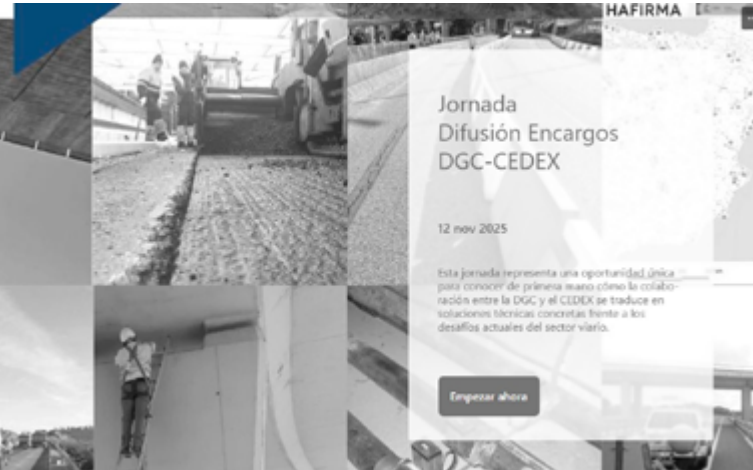 HAFIRMA
Jornada
Difusión Encargos
DGC-CEDEX
12 nov 2025
Esta jornada representa una oportunidad única
para conocer de primera mano cómo la colabo-
ración entre la DGC y el CEDEX se traduce en
soluciones técnicas concretas frente a los
desafíos actuales del sector viario.
Empezar ahora